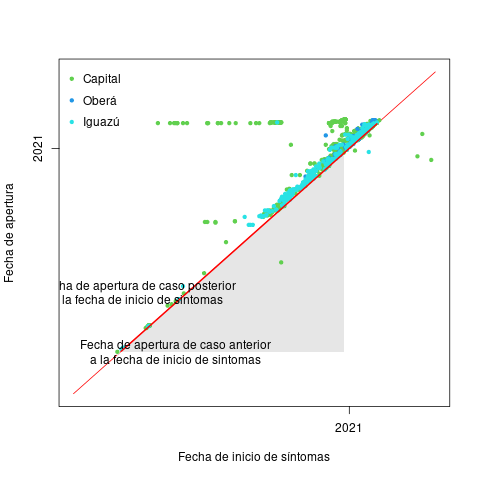 Capital
Oberá
Iguazú
2021
Fecha de apertura
ha de apertura de caso posterior
la fecha de inicio de síntomas
Fecha de apertura de caso anterior
a la fecha de inicio de sintomas
2021
Fecha de inicio de síntomas